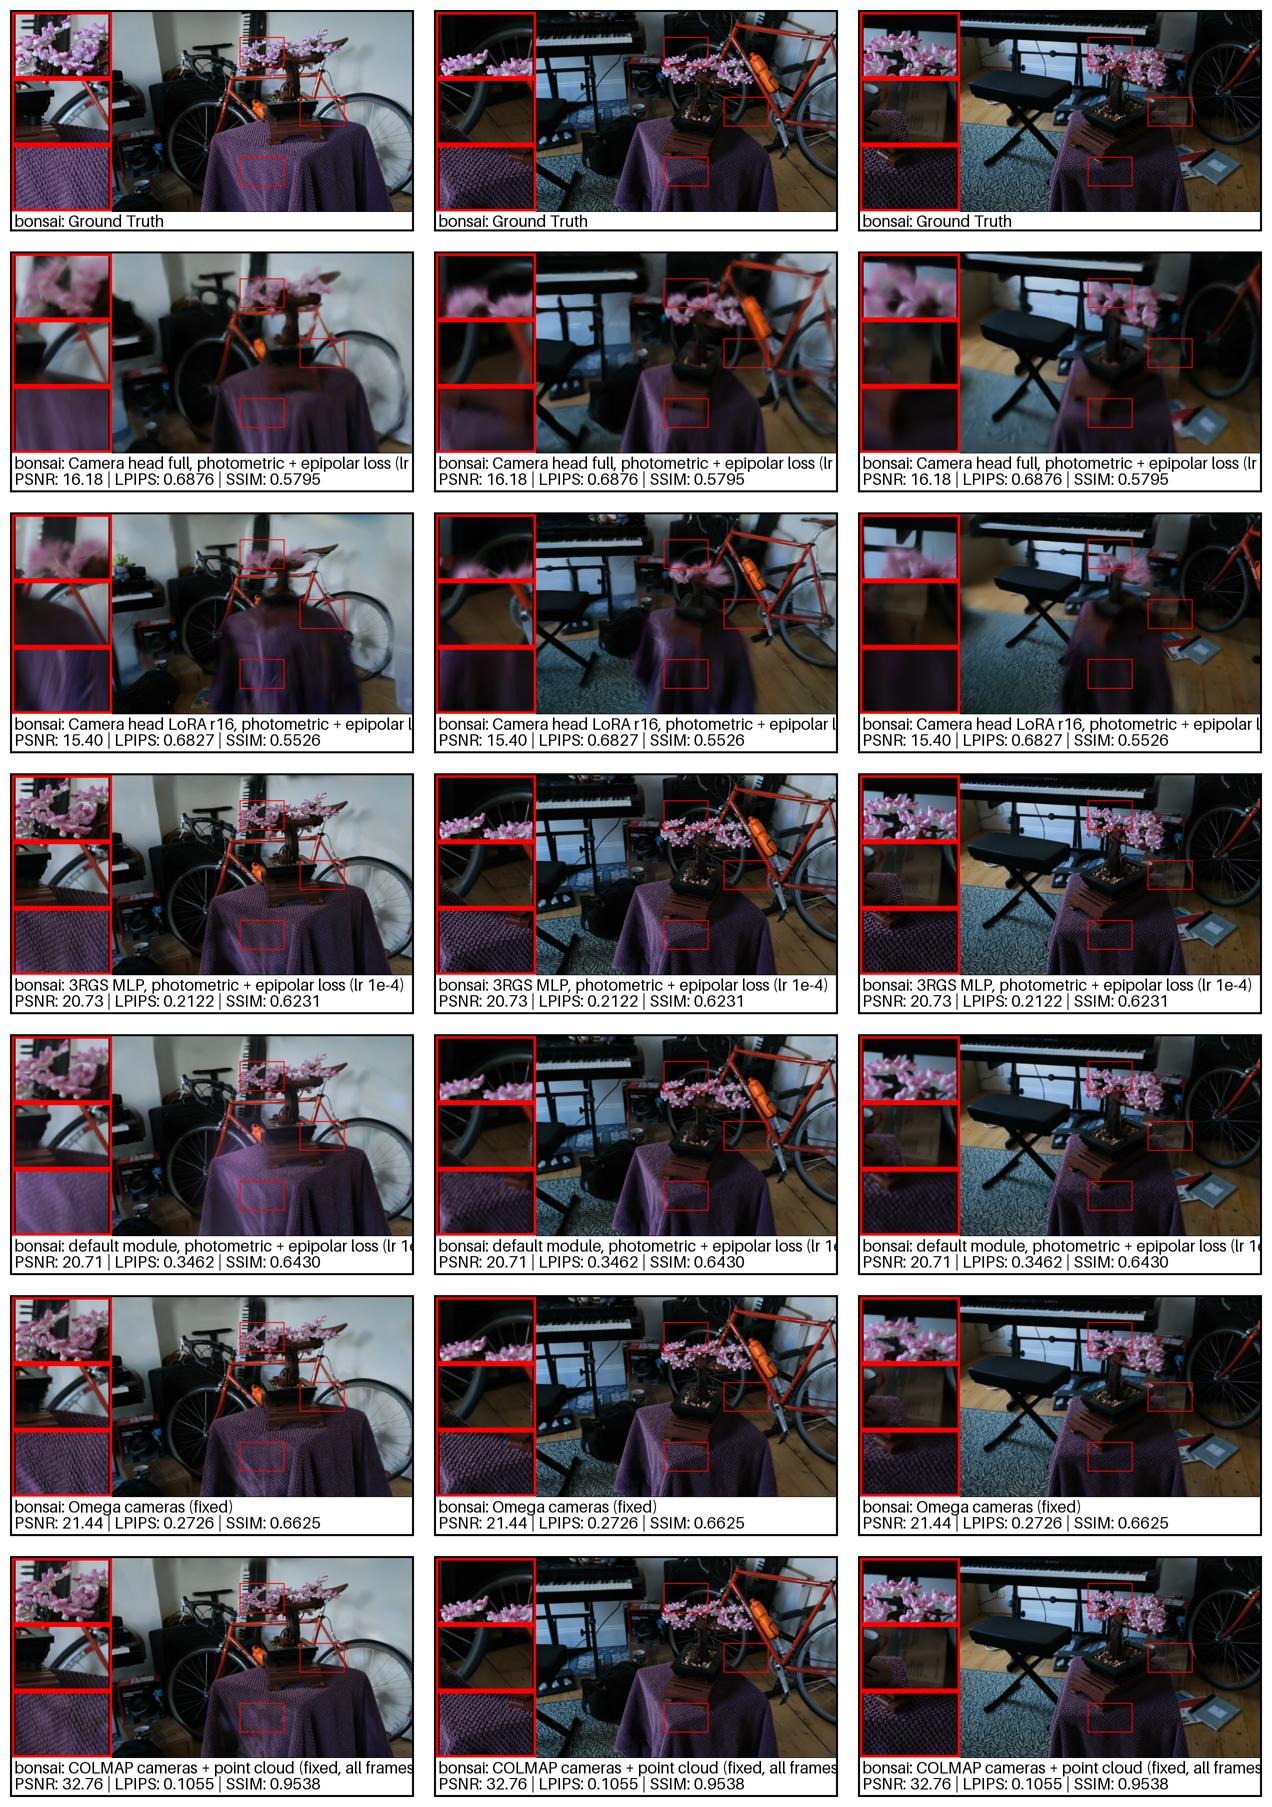 bonsai: Ground Truth
bonsai: Ground Truth
bonsai: Ground Truth
bonsai: Camera head full, photometric + epipolar loss (lr
PSNR: 16.18 | LPIPS: 0.6876 | SSIM: 0.5795
bonsai: Camera head full, photometric + epipolar loss (lr
PSNR: 16.18 | LPIPS: 0.6876 | SSIM: 0.5795
bonsai: Camera head full, photometric + epipolar loss (lr
PSNR: 16.18 | LPIPS: 0.6876 | SSIM: 0.5795
bonsai: Camera head LoRA r16, photometric + epipolar l
PSNR: 15.40 | LPIPS: 0.6827 | SSIM: 0.5526
bonsai: Camera head LoRA r16, photometric + epipolar l
PSNR: 15.40 | LPIPS: 0.6827 | SSIM: 0.5526
bonsai: Camera head LoRA r16, photometric + epipolar l
PSNR: 15.40 | LPIPS: 0.6827 | SSIM: 0.5526
bonsai: 3RGS MLP, photometric + epipolar loss (lr 1e-4)
PSNR: 20.73 | LPIPS: 0.2122 | SSIM: 0.6231
bonsai: 3RGS MLP, photometric + epipolar loss (lr 1e-4)
PSNR: 20.73 | LPIPS: 0.2122 | SSIM: 0.6231
bonsai: 3RGS MLP, photometric + epipolar loss (lr 1e-4)
PSNR: 20.73 | LPIPS: 0.2122 | SSIM: 0.6231
bonsai: default module, photometric + epipolar loss (lr 1e
PSNR: 20.71 | LPIPS: 0.3462 | SSIM: 0.6430
bonsai: default module, photometric + epipolar loss (lr 1e
PSNR: 20.71 | LPIPS: 0.3462 | SSIM: 0.6430
bonsai: default module, photometric + epipolar loss (lr 1e
PSNR: 20.71 | LPIPS: 0.3462 | SSIM: 0.6430
bonsai: Omega cameras (fixed)
PSNR: 21.44 | LPIPS: 0.2726 | SSIM: 0.6625
bonsai: Omega cameras (fixed)
PSNR: 21.44 | LPIPS: 0.2726 | SSIM: 0.6625
bonsai: Omega cameras (fixed)
PSNR: 21.44 | LPIPS: 0.2726 | SSIM: 0.6625
bonsai: COLMAP cameras + point cloud (fixed, all frames
PSNR: 32.76 | LPIPS: 0.1055 | SSIM: 0.9538
bonsai: COLMAP cameras + point cloud (fixed, all frames
PSNR: 32.76 | LPIPS: 0.1055 | SSIM: 0.9538
bonsai: COLMAP cameras + point cloud (fixed, all frames
PSNR: 32.76 | LPIPS: 0.1055 | SSIM: 0.9538